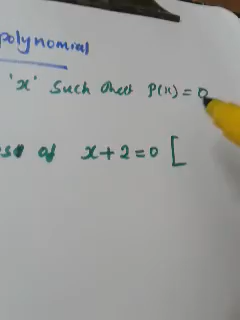 polynomial
'x' such that P(x) = 0
of x + 2 = 0 [